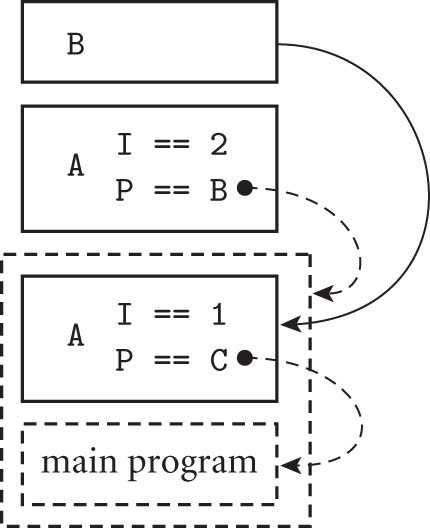 B
I == 2
A
P == B
I == 1
A
P == C
main program